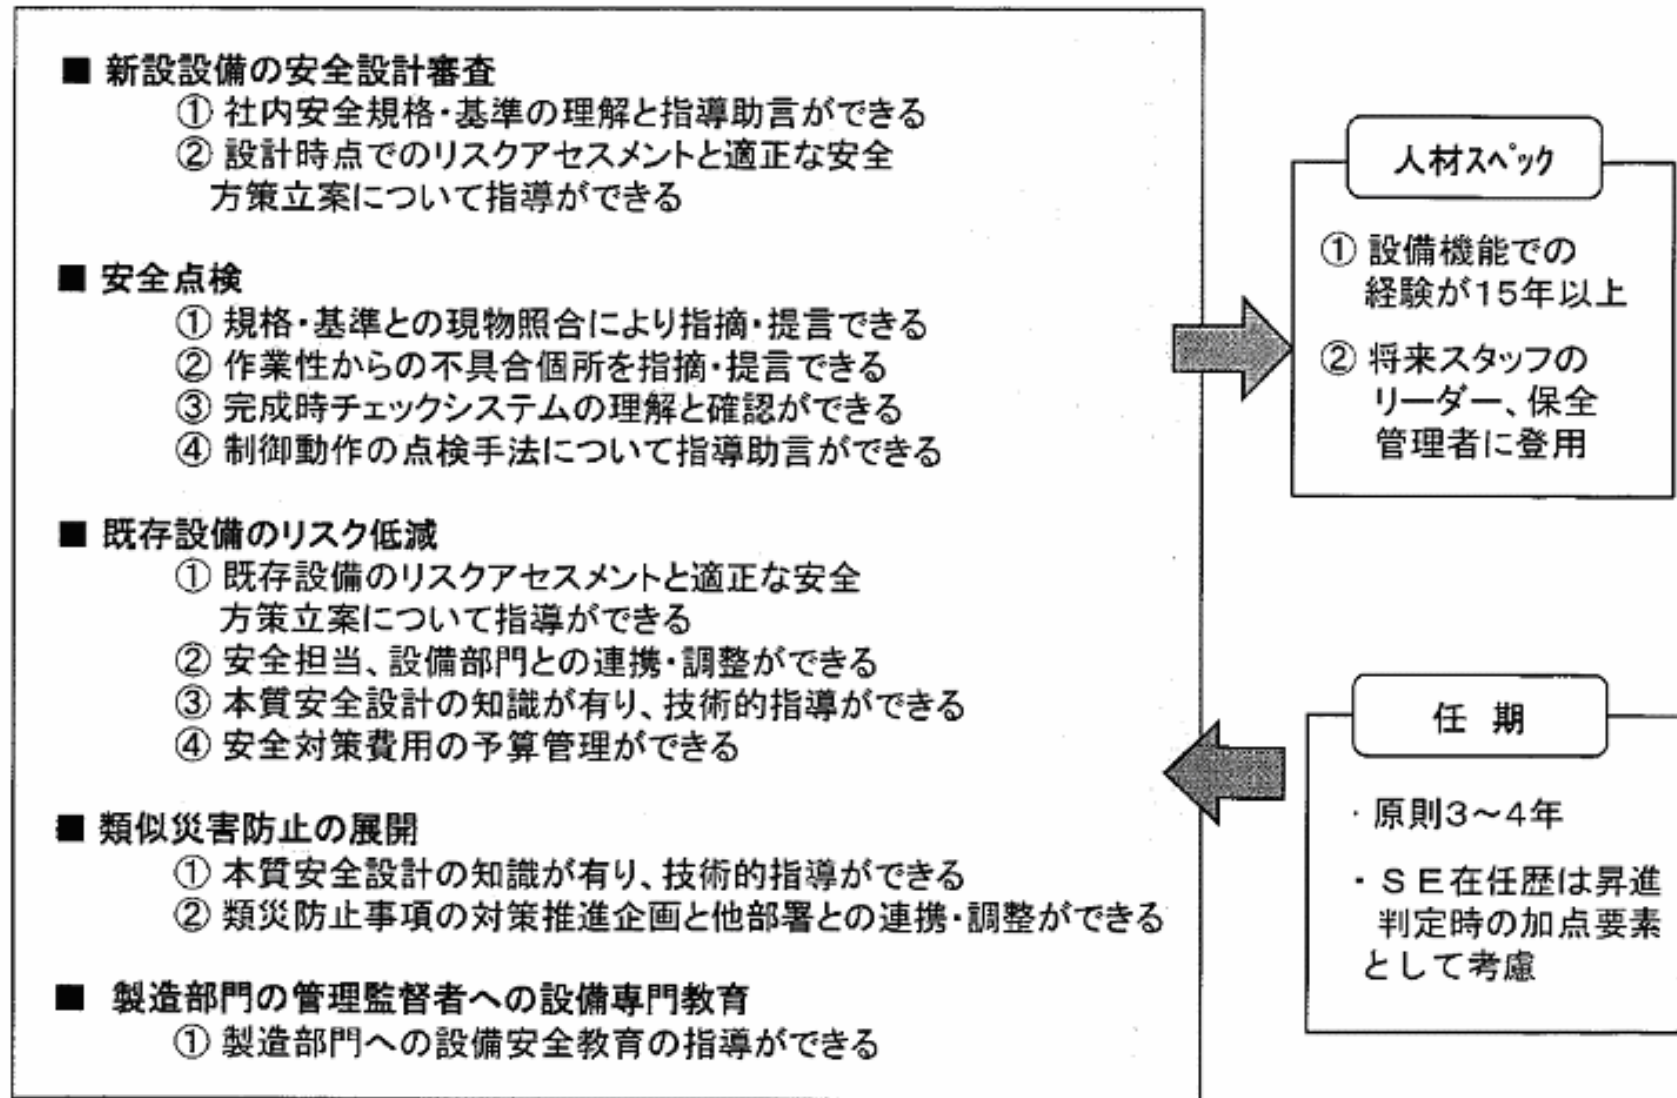 ■ 新設設備の安全設計審査
① 社内安全規格・基準の理解と指導助言ができる
② 設計時点でのリスクアセスメントと適正な安全
方策立案について指導ができる
■ 安全点検
① 規格・基準との現物照合により指摘・提言できる
② 作業性からの不具合個所を指摘・提言できる
③ 完成時チェックシステムの理解と確認ができる
④ 制御動作の点検手法について指導助言ができる
■ 既存設備のリスク低減
① 既存設備のリスクアセスメントと適正な安全
方策立案について指導ができる
② 安全担当、設備部門との連携・調整ができる
③ 本質安全設計の知識が有り、技術的指導ができる
④ 安全対策費用の予算管理ができる
■ 類似災害防止の展開
① 本質安全設計の知識が有り、技術的指導ができる
② 類災防止事項の対策推進企画と他部署との連携・調整ができる
■ 製造部門の管理監督者への設備専門教育
① 製造部門への設備安全教育の指導ができる
人材スペック
① 設備機能での
経験が15年以上
② 将来スタッフの
リーダー、保全
管理者に登用
任 期
・原則3～4年
・SE在任歴は昇進
判定時の加点要素
として考慮